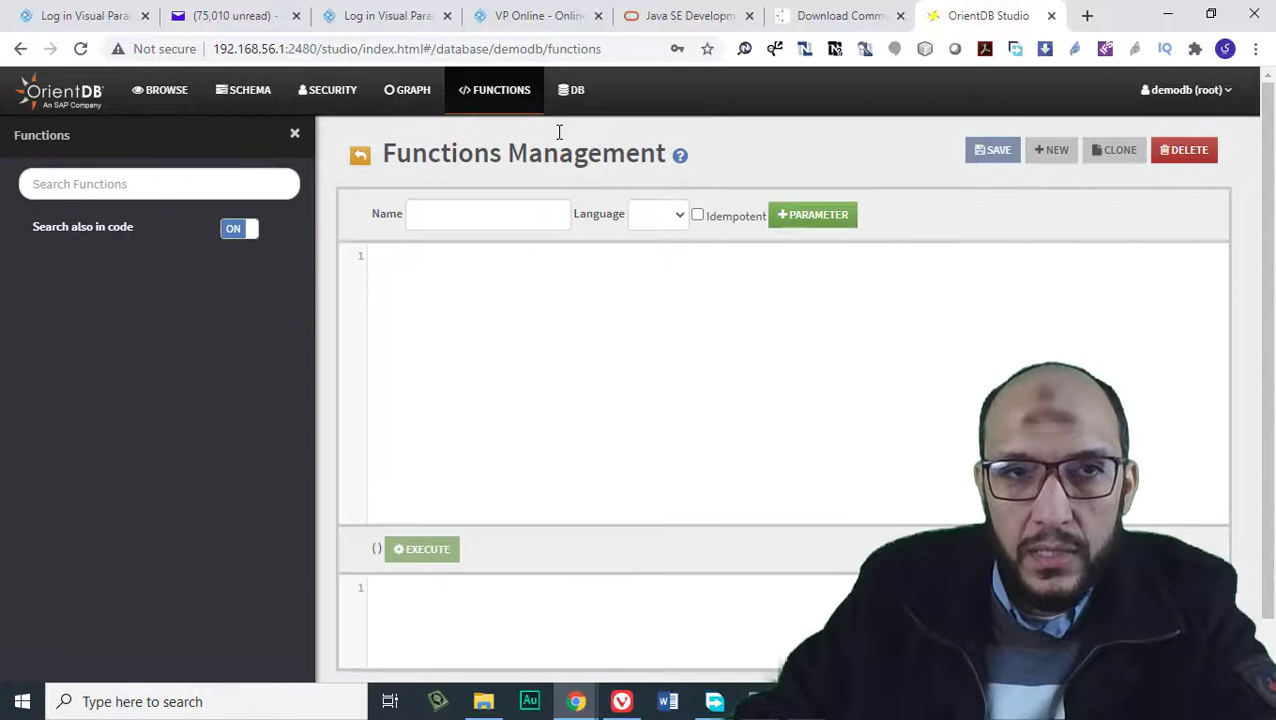 Log in Visual Para
(75,010 unread) -
Log in Visual Para
VP Online - Online
Java SE Developm
Download Commu
OrientDB Studio
Not secure 192.168.56.1:2480/studio/index.html#/database/demodb/functions
OrientDB
An SAP Company
BROWSE
SCHEMA
SECURITY
GRAPH
</> FUNCTIONS
DB
demodb (root)
Functions
Functions Management
SAVE
NEW
CLONE
DELETE
Search Functions
Name
Language
Idempotent
PARAMETER
Search also in code
ON
1
() EXECUTE
1
Type here to search